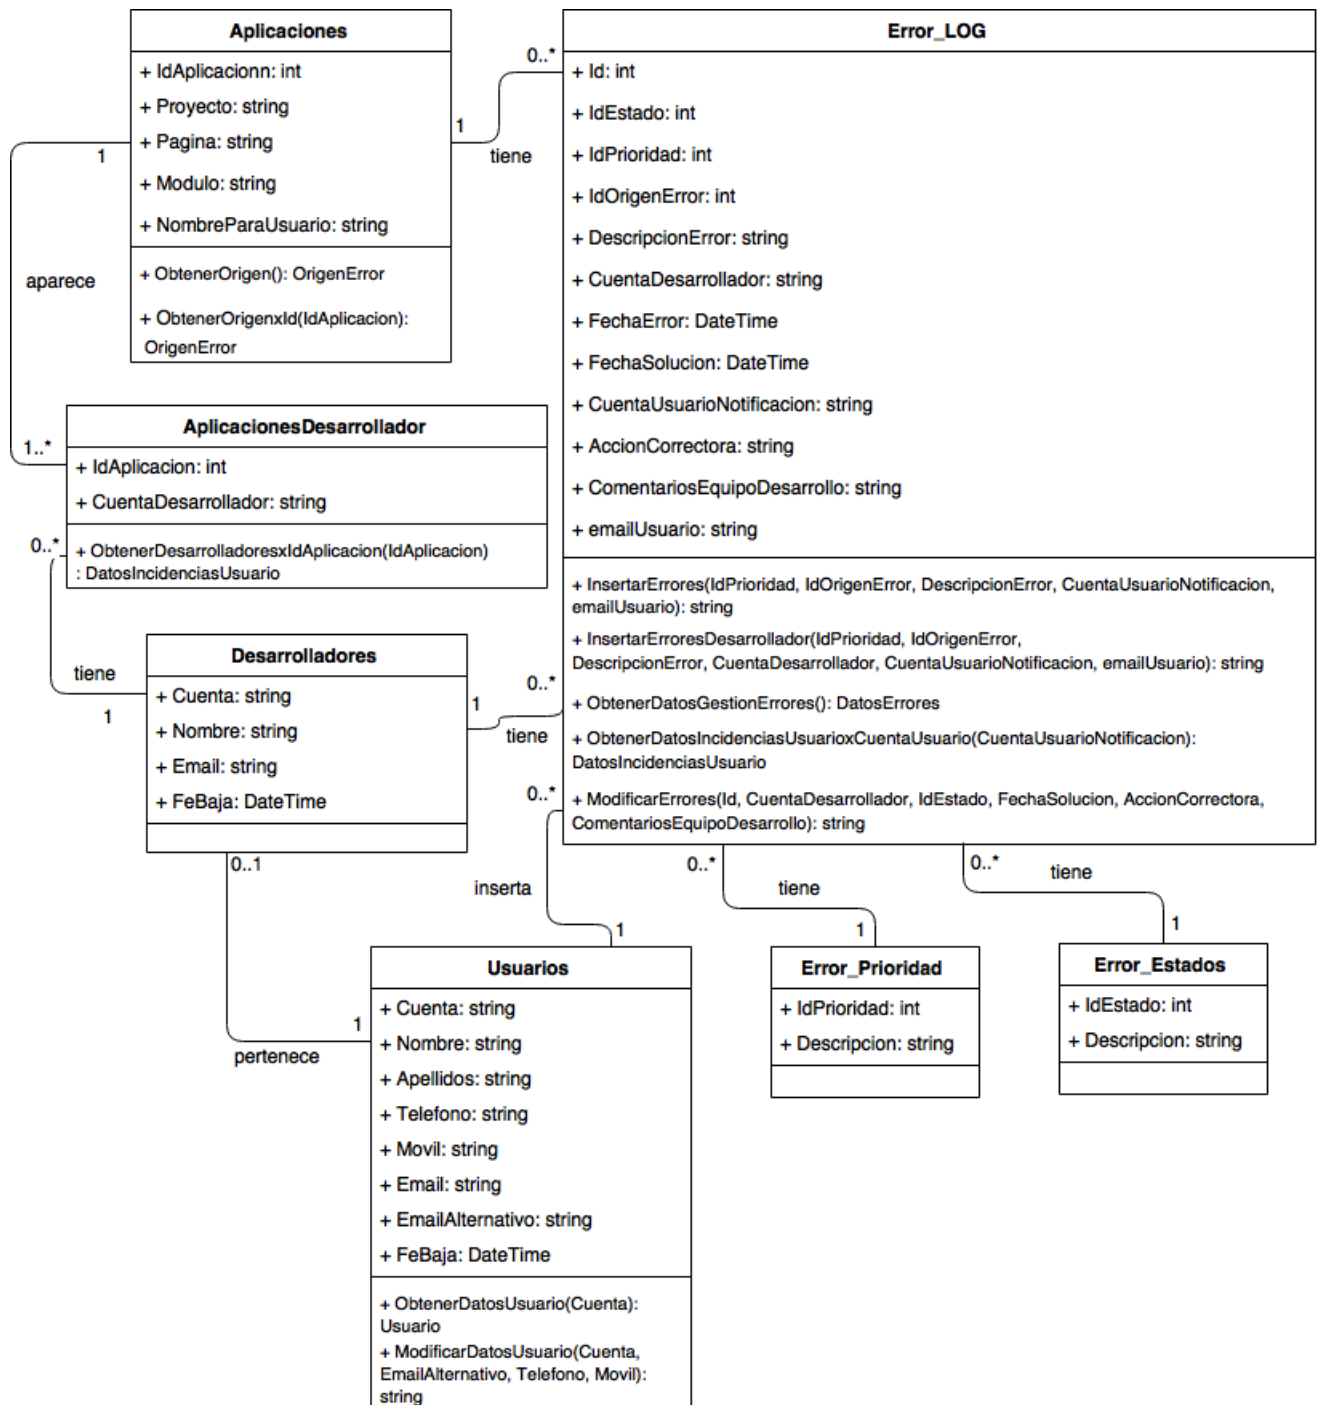 Aplicaciones
+ IdAplicacionn: int
+ Proyecto: string
+ Pagina: string
+ Modulo: string
+ NombreParaUsuario: string
+ ObtenerOrigen(): OrigenError
+ ObtenerOrigenxId(IdAplicacion):
OrigenError
1
aparece
1..*
1
tiene
0..*
Error_LOG
+ Id: int
+ IdEstado: int
+ IdPrioridad: int
+ IdOrigenError: int
+ DescripcionError: string
+ CuentaDesarrollador: string
+ FechaError: DateTime
+ FechaSolucion: DateTime
+ CuentaUsuarioNotificacion: string
+ AccionCorrectora: string
+ ComentariosEquipoDesarrollo: string
+ emailUsuario: string
+ InsertarErrores(IdPrioridad, IdOrigenError, DescripcionError, CuentaUsuarioNotificacion,
emailUsuario): string
+ InsertarErroresDesarrollador(IdPrioridad, IdOrigenError,
DescripcionError, CuentaDesarrollador, CuentaUsuarioNotificacion, emailUsuario): string
+ ObtenerDatosGestionErrores(): DatosErrores
+ ObtenerDatosIncidenciasUsuarioxCuentaUsuario(CuentaUsuarioNotificacion):
DatosIncidenciasUsuario
+ ModificarErrores(Id, CuentaDesarrollador, IdEstado, FechaSolucion, AccionCorrectora,
ComentariosEquipoDesarrollo): string
AplicacionesDesarrollador
+ IdAplicacion: int
+ CuentaDesarrollador: string
+ ObtenerDesarrolladoresxIdAplicacion(IdAplicacion)
: DatosIncidenciasUsuario
0..*
tiene
1
Desarrolladores
+ Cuenta: string
+ Nombre: string
+ Email: string
+ FeBaja: DateTime
1
tiene
0..*
0..1
pertenece
1
0..*
inserta
1
0..*
tiene
1
0..*
tiene
1
Usuarios
+ Cuenta: string
+ Nombre: string
+ Apellidos: string
+ Telefono: string
+ Movil: string
+ Email: string
+ EmailAlternativo: string
+ FeBaja: DateTime
+ ObtenerDatosUsuario(Cuenta):
Usuario
+ ModificarDatosUsuario(Cuenta,
EmailAlternativo, Telefono, Movil):
string
Error_Prioridad
+ IdPrioridad: int
+ Descripcion: string
Error_Estados
+ IdEstado: int
+ Descripcion: string